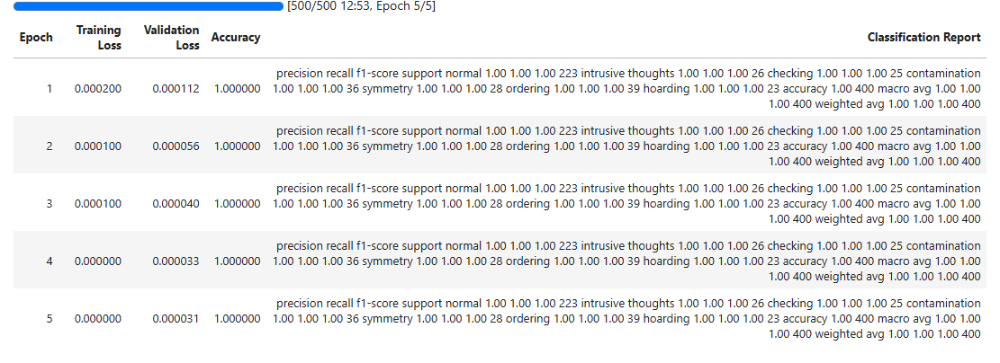 [500/500 12:53, Epoch 5/5]
Epoch Training Loss Validation Loss Accuracy Classification Report
precision recall f1-score support normal 1.00 1.00 1.00 223 intrusive thoughts 1.00 1.00 1.00 26 checking 1.00 1.00 1.00 25 contamination
1 0.000200 0.000112 1.000000 1.00 1.00 1.00 36 symmetry 1.00 1.00 1.00 28 ordering 1.00 1.00 1.00 39 hoarding 1.00 1.00 1.00 23 accuracy 1.00 400 macro avg 1.00 1.00
1.00 400 weighted avg 1.00 1.00 1.00 400
precision recall f1-score support normal 1.00 1.00 1.00 223 intrusive thoughts 1.00 1.00 1.00 26 checking 1.00 1.00 1.00 25 contamination
2 0.000100 0.000056 1.000000 1.00 1.00 1.00 36 symmetry 1.00 1.00 1.00 28 ordering 1.00 1.00 1.00 39 hoarding 1.00 1.00 1.00 23 accuracy 1.00 400 macro avg 1.00 1.00
1.00 400 weighted avg 1.00 1.00 1.00 400
precision recall f1-score support normal 1.00 1.00 1.00 223 intrusive thoughts 1.00 1.00 1.00 26 checking 1.00 1.00 1.00 25 contamination
3 0.000100 0.000040 1.000000 1.00 1.00 1.00 36 symmetry 1.00 1.00 1.00 28 ordering 1.00 1.00 1.00 39 hoarding 1.00 1.00 1.00 23 accuracy 1.00 400 macro avg 1.00 1.00
1.00 400 weighted avg 1.00 1.00 1.00 400
precision recall f1-score support normal 1.00 1.00 1.00 223 intrusive thoughts 1.00 1.00 1.00 26 checking 1.00 1.00 1.00 25 contamination
4 0.000000 0.000033 1.000000 1.00 1.00 1.00 36 symmetry 1.00 1.00 1.00 28 ordering 1.00 1.00 1.00 39 hoarding 1.00 1.00 1.00 23 accuracy 1.00 400 macro avg 1.00 1.00
1.00 400 weighted avg 1.00 1.00 1.00 400
precision recall f1-score support normal 1.00 1.00 1.00 223 intrusive thoughts 1.00 1.00 1.00 26 checking 1.00 1.00 1.00 25 contamination
5 0.000000 0.000031 1.000000 1.00 1.00 1.00 36 symmetry 1.00 1.00 1.00 28 ordering 1.00 1.00 1.00 39 hoarding 1.00 1.00 1.00 23 accuracy 1.00 400 macro avg 1.00 1.00
1.00 400 weighted avg 1.00 1.00 1.00 400